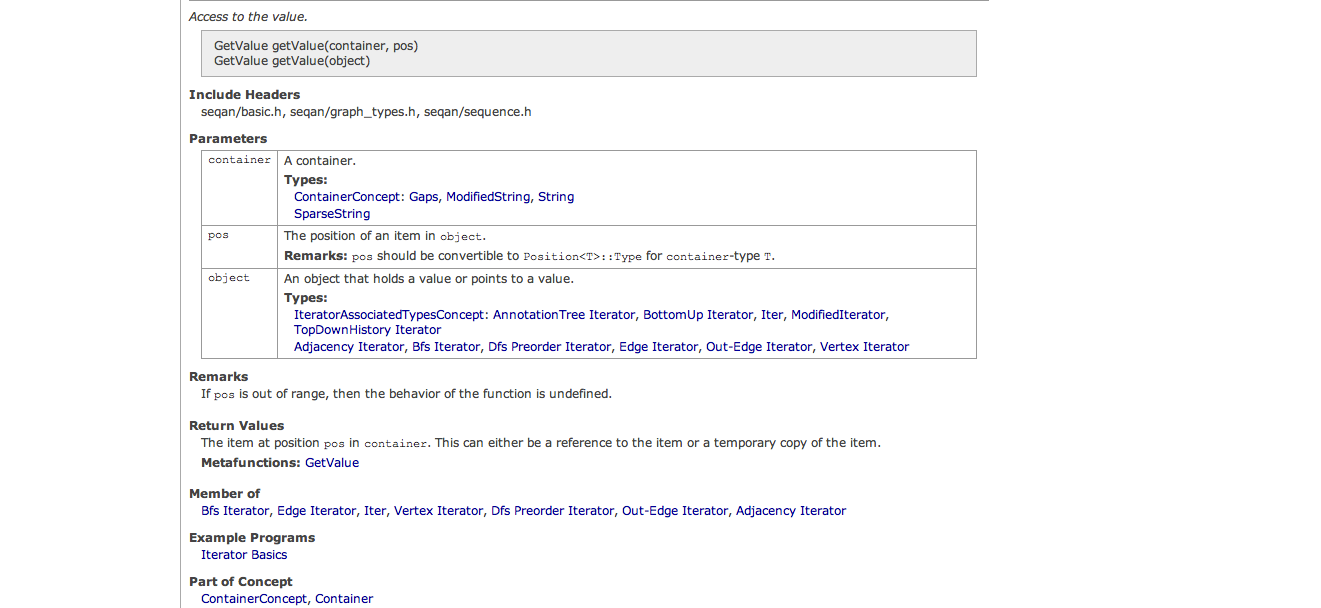 Access to the value.
GetValue getValue(container, pos)
GetValue getValue(object)
Include Headers
seqan/basic.h, seqan/graph_types.h, seqan/sequence.h
Parameters
container A container.
Types:
ContainerConcept: Gaps, ModifiedString, String
SparseString
pos The position of an item in object.
Remarks: pos should be convertible to Position<T>::Type for container-type T.
object An object that holds a value or points to a value.
Types:
IteratorAssociatedTypesConcept: AnnotationTree Iterator, BottomUp Iterator, Iter, ModifiedIterator,
TopDownHistory Iterator
Adjacency Iterator, Bfs Iterator, Dfs Preorder Iterator, Edge Iterator, Out-Edge Iterator, Vertex Iterator
Remarks
If pos is out of range, then the behavior of the function is undefined.
Return Values
The item at position pos in container. This can either be a reference to the item or a temporary copy of the item.
Metafunctions: GetValue
Member of
Bfs Iterator, Edge Iterator, Iter, Vertex Iterator, Dfs Preorder Iterator, Out-Edge Iterator, Adjacency Iterator
Example Programs
Iterator Basics
Part of Concept
ContainerConcept, Container